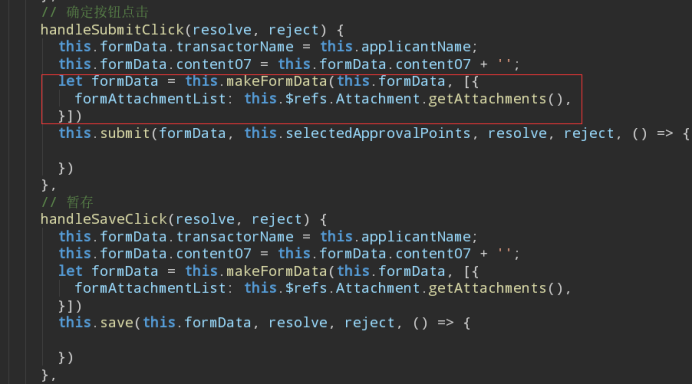 // 确定按钮点击
handleSubmitClick(resolve, reject) {
this.formData.transactorName = this.applicantName;
this.formData.content07 = this.formData.content07 + '';
let formData = this.makeFormData(this.formData, [{
formAttachmentList: this.$refs.Attachment.getAttachments(),
}])
this.submit(formData, this.selectedApprovalPoints, resolve, reject, () => {
})
},
// 暂存
handleSaveClick(resolve, reject) {
this.formData.transactorName = this.applicantName;
this.formData.content07 = this.formData.content07 + '';
let formData = this.makeFormData(this.formData, [{
formAttachmentList: this.$refs.Attachment.getAttachments(),
}])
this.save(this.formData, resolve, reject, () => {
})
},